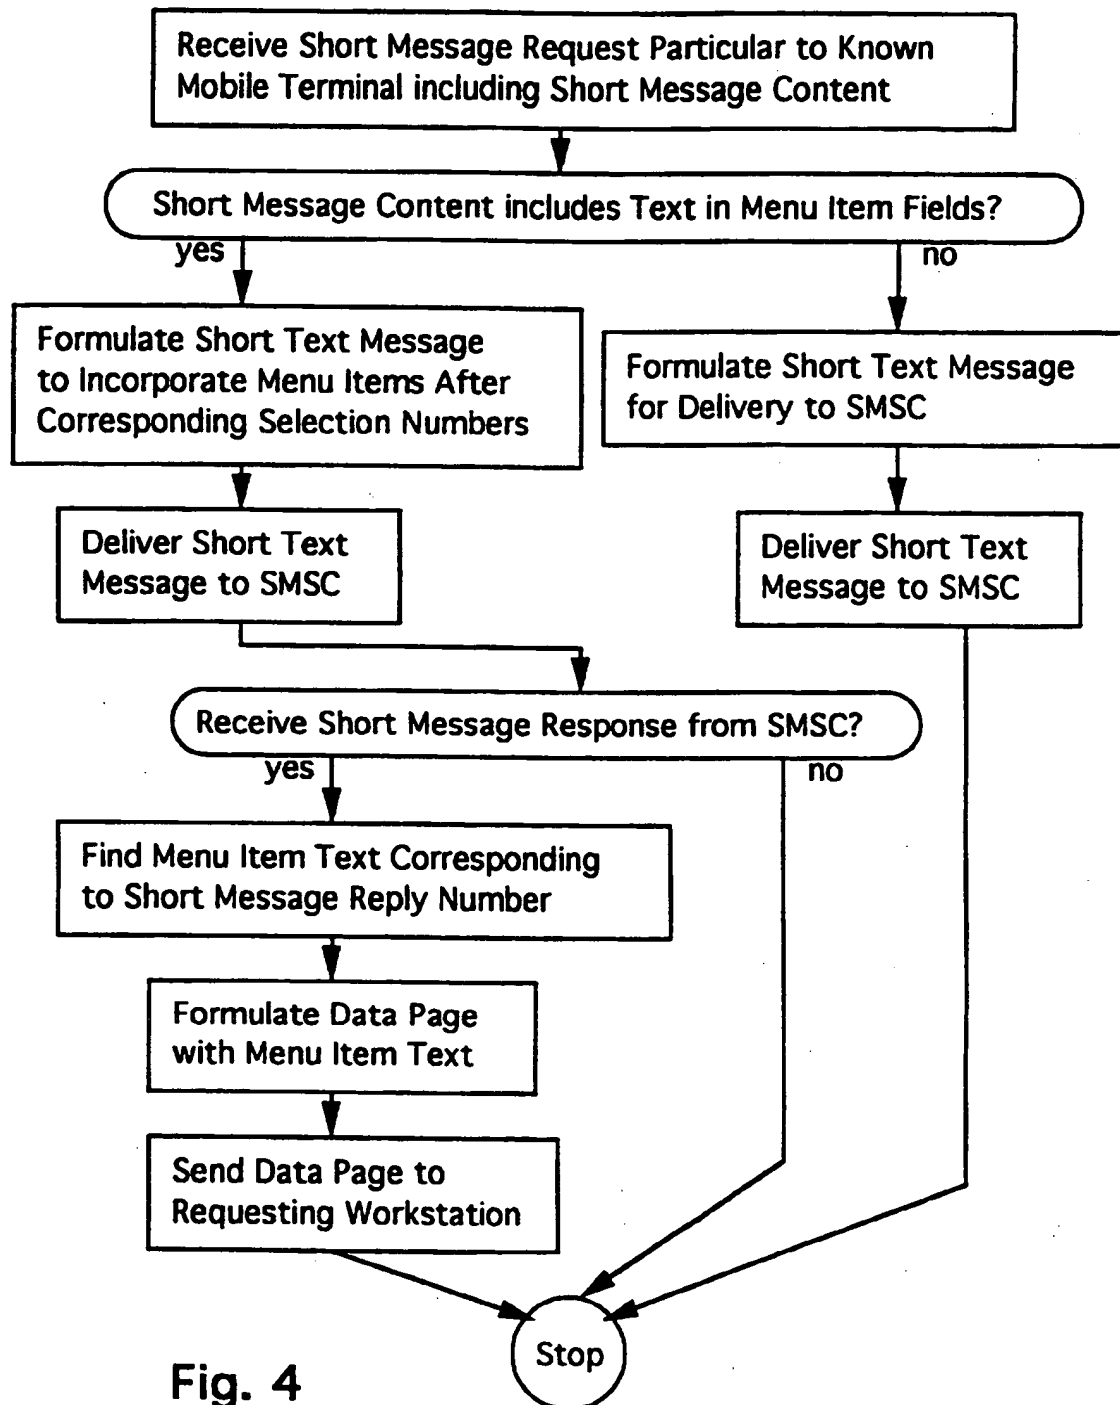 Receive Short Message Request Particular to Known
Mobile Terminal including Short Message Content
Short Message Content includes Text in Menu Item Fields?
yes
no
Formulate Short Text Message
to Incorporate Menu Items After
Corresponding Selection Numbers
Formulate Short Text Message
for Delivery to SMSC
Deliver Short Text
Message to SMSC
Deliver Short Text
Message to SMSC
Receive Short Message Response from SMSC?
yes
no
Find Menu Item Text Corresponding
to Short Message Reply Number
Formulate Data Page
with Menu Item Text
Send Data Page to
Requesting Workstation
Stop
Fig. 4